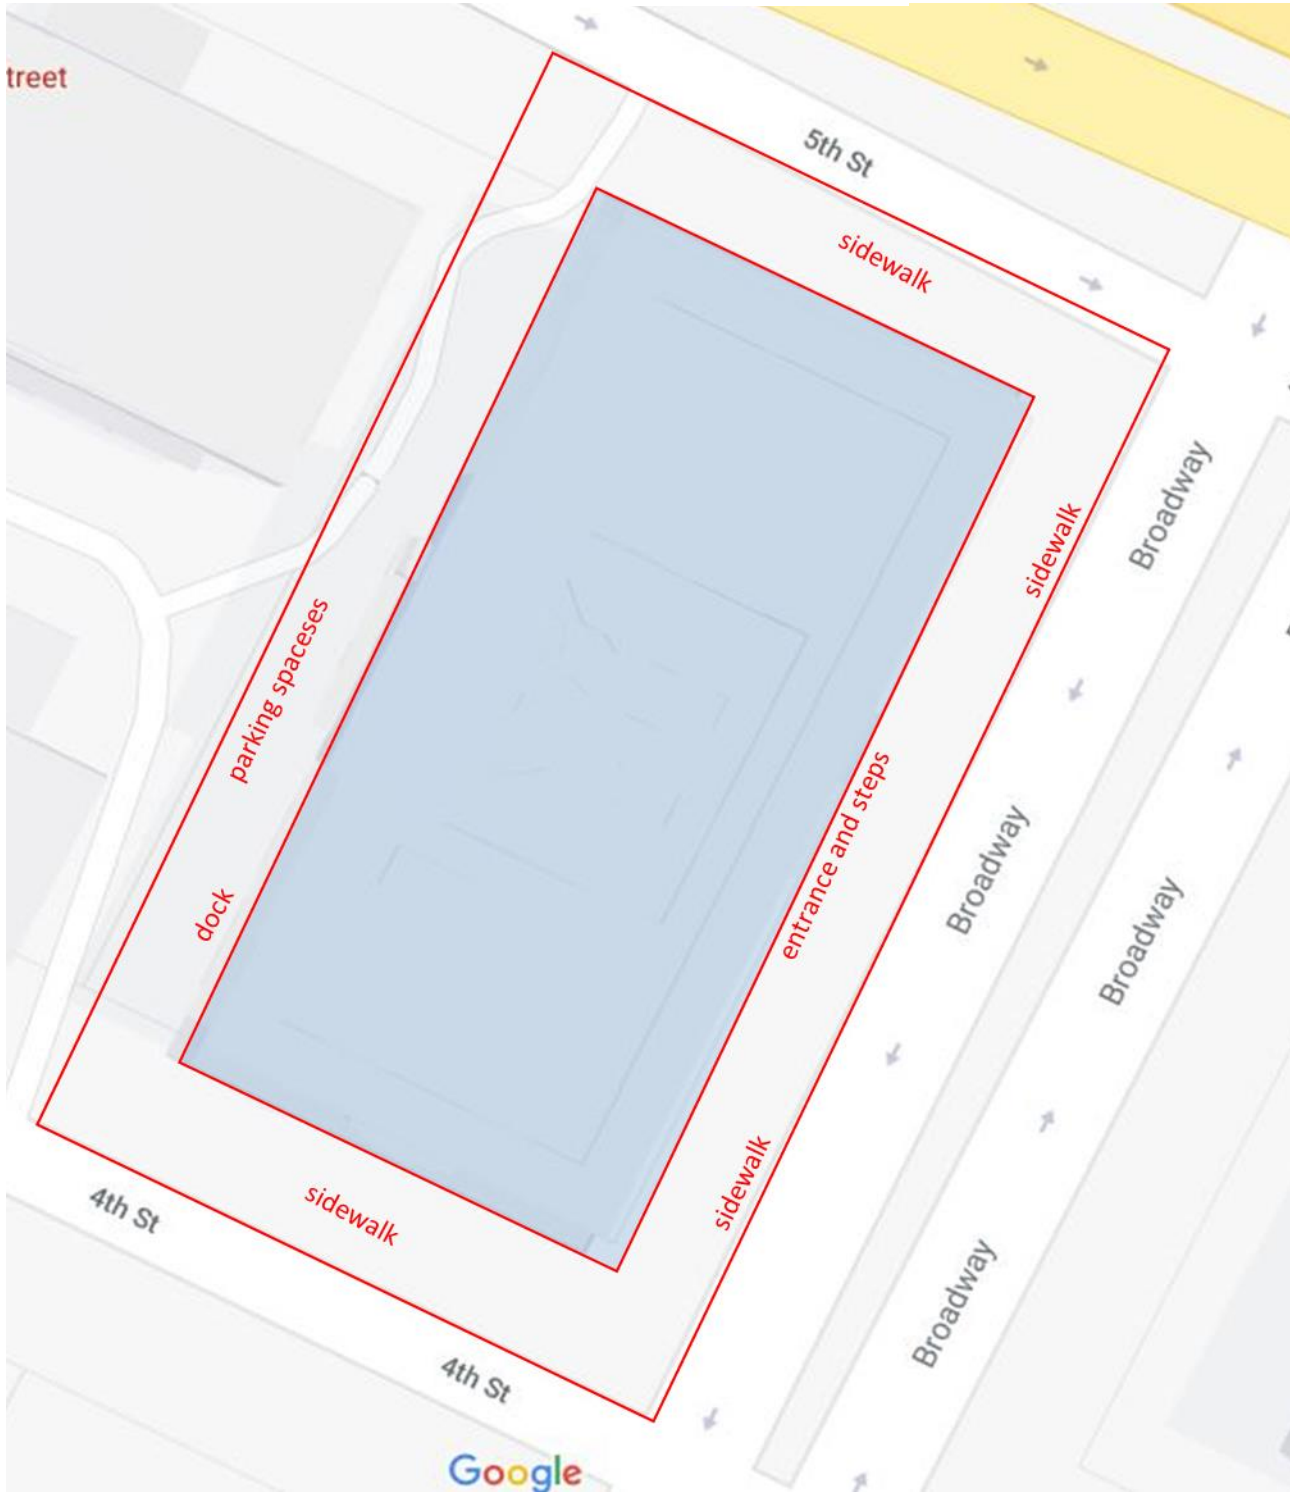 treet
5th St
sidewalk
Broadway
sidewalk
parking spaceses
entrance and steps
Broadway
dock
Broadway
sidewalk
4th St
sidewalk
Broadway
4th St
Google